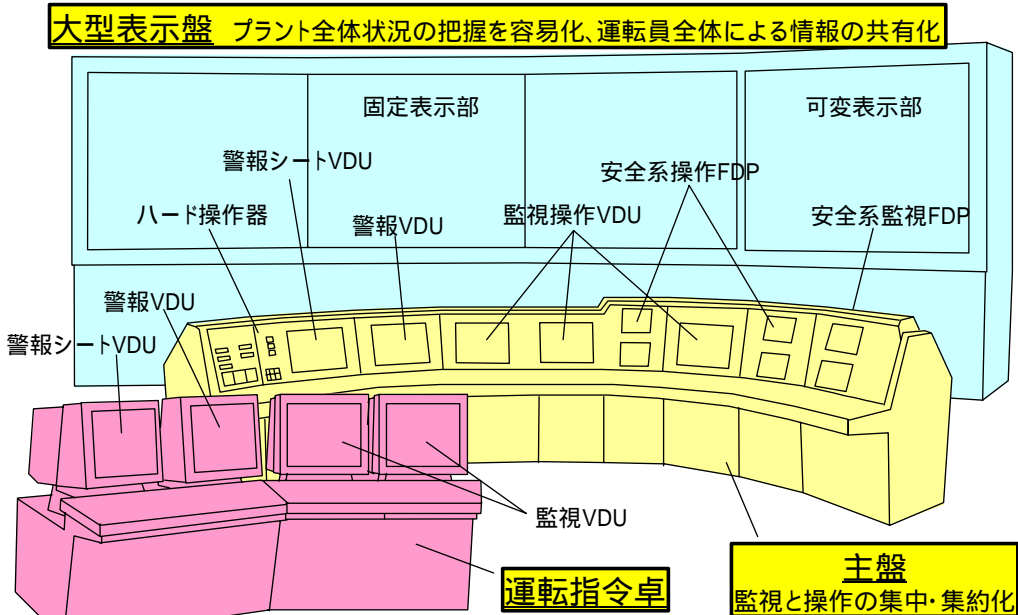 大型表示盤 プラント全体状況の把握を容易化、運転員全体による情報の共有化
固定表示部
可変表示部
警報シートVDU
安全系操作FDP
ハード操作器
警報VDU
監視操作VDU
安全系監視FDP
警報VDU
警報シートVDU
監視VDU
運転指令卓
主盤
監視と操作の集中・集約化